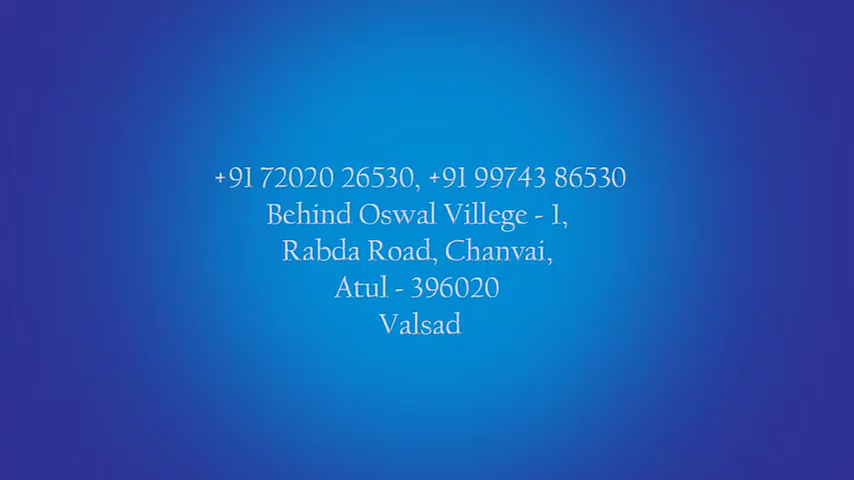 +91 72020 26530, +91 99743 86530
Behind Oswal Villege - 1,
Rabda Road, Chanvai,
Atul - 396020
Valsad